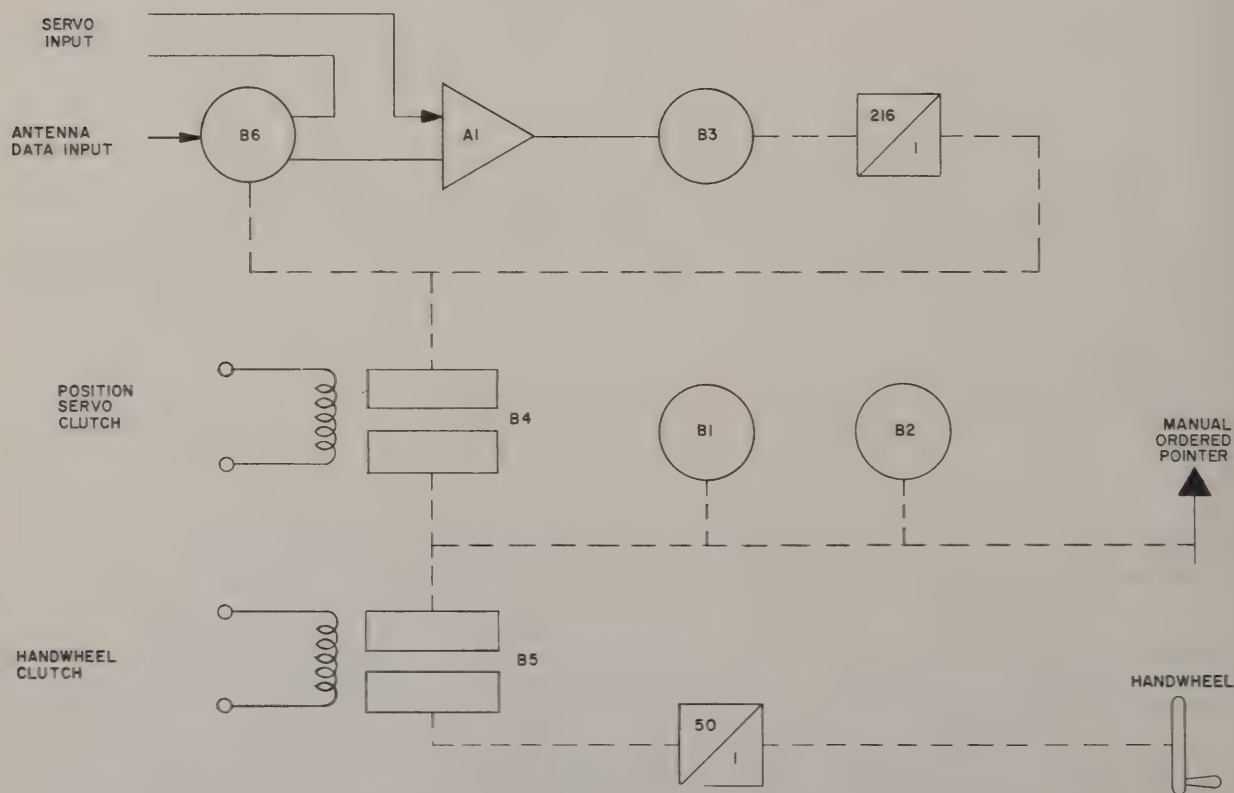 SERVO
INPUT
ANTENNA
DATA INPUT
B6
A1
B3
216
1
POSITION
SERVO
CLUTCH
B4
B1
B2
MANUAL
ORDERED
POINTER
HANDWHEEL
CLUTCH
B5
50
1
HANDWHEEL